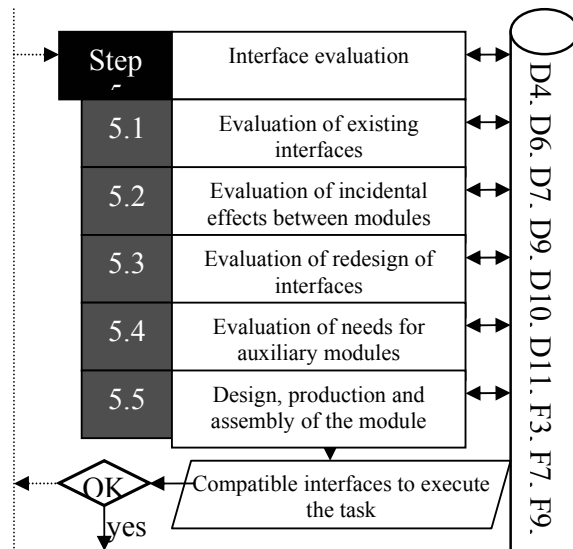 Step
Interface evaluation
5.1
Evaluation of existing
interfaces
5.2
Evaluation of incidental
effects between modules
5.3
Evaluation of redesign of
interfaces
5.4
Evaluation of needs for
auxiliary modules
5.5
Design, production and
assembly of the module
Compatible interfaces to execute
the task
OK
yes
D4. D6. D7. D9. D10. D11. F3. F7. F9.